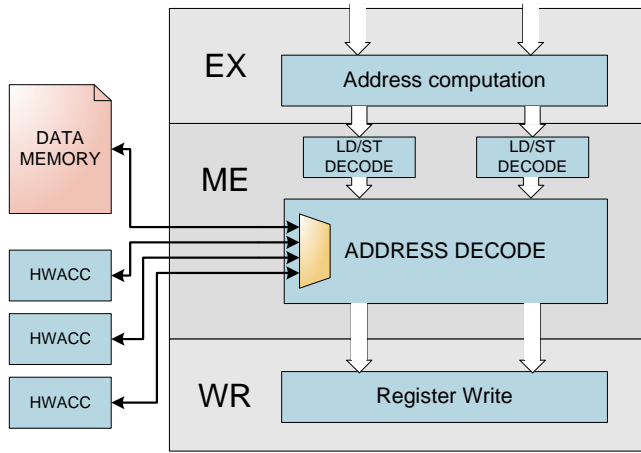 EX
Address computation
DATA
MEMORY
ME
LD/ST
DECODE
LD/ST
DECODE
ADDRESS DECODE
HWACC
HWACC
HWACC
WR
Register Write